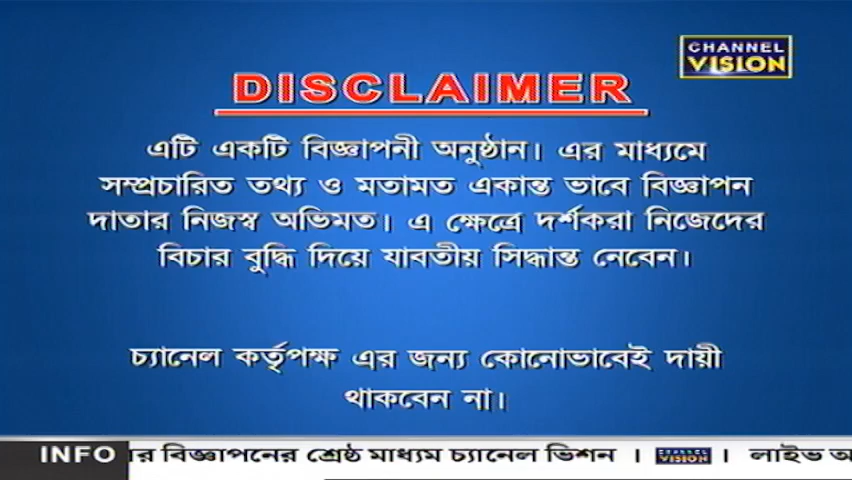 CHANNEL
VISION
DISCLAIMER
এটি একটি বিজ্ঞাপনী অনুষ্ঠান। এর মাধ্যমে
সম্প্রচারিত তথ্য ও মতামত একান্ত ভাবে বিজ্ঞাপন
দাতার নিজস্ব অভিমত। এ ক্ষেত্রে দর্শকরা নিজেদের
বিচার বুদ্ধি দিয়ে যাবতীয় সিদ্ধান্ত নেবেন।
চ্যানেল কর্তৃপক্ষ এর জন্য কোনোভাবেই দায়ী
থাকবেন না।
INFO বিজ্ঞাপনের শ্রেষ্ঠ মাধ্যম চ্যানেল ভিশন । CHANNEL VISION । লাইভ